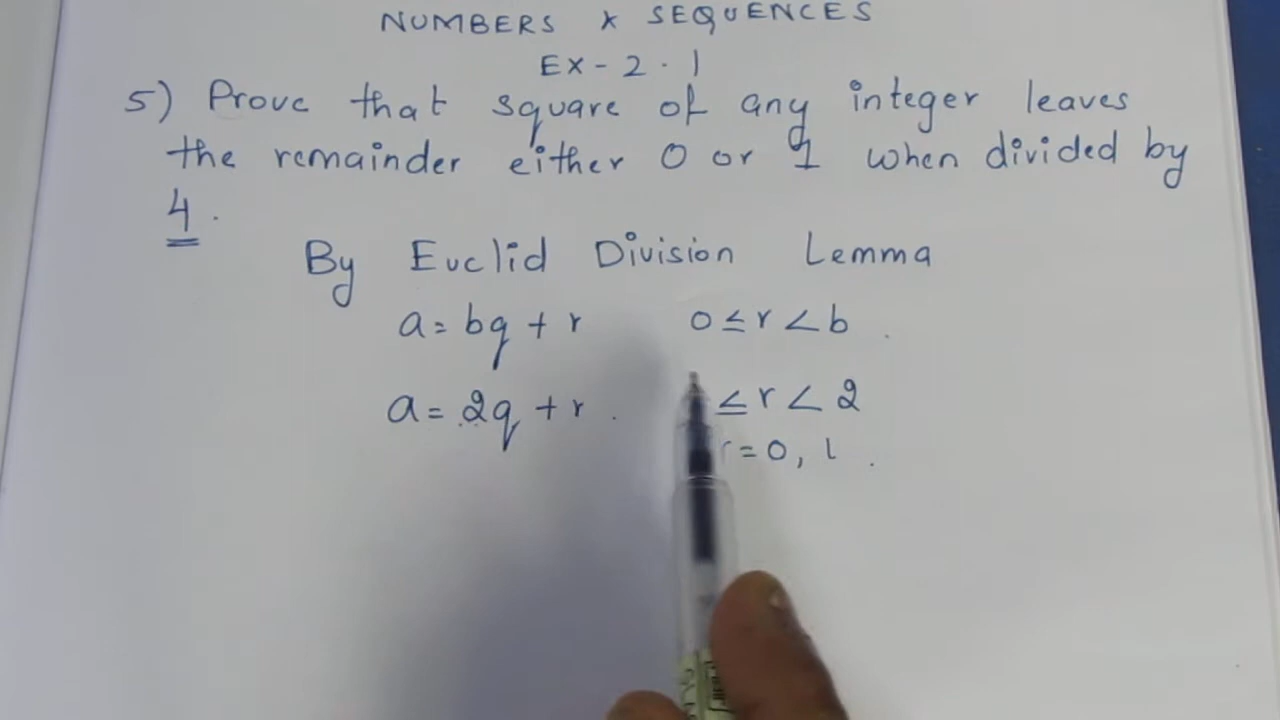 NUMBERS & SEQUENCES
EX-2.1
5) Prove that square of any integer leaves
the remainder either 0 or 1 when divided by
4.
By Euclid Division Lemma
a = bq + r 0 ≤ r < b.
a = 2q + r. ≤ r < 2
r = 0, 1.